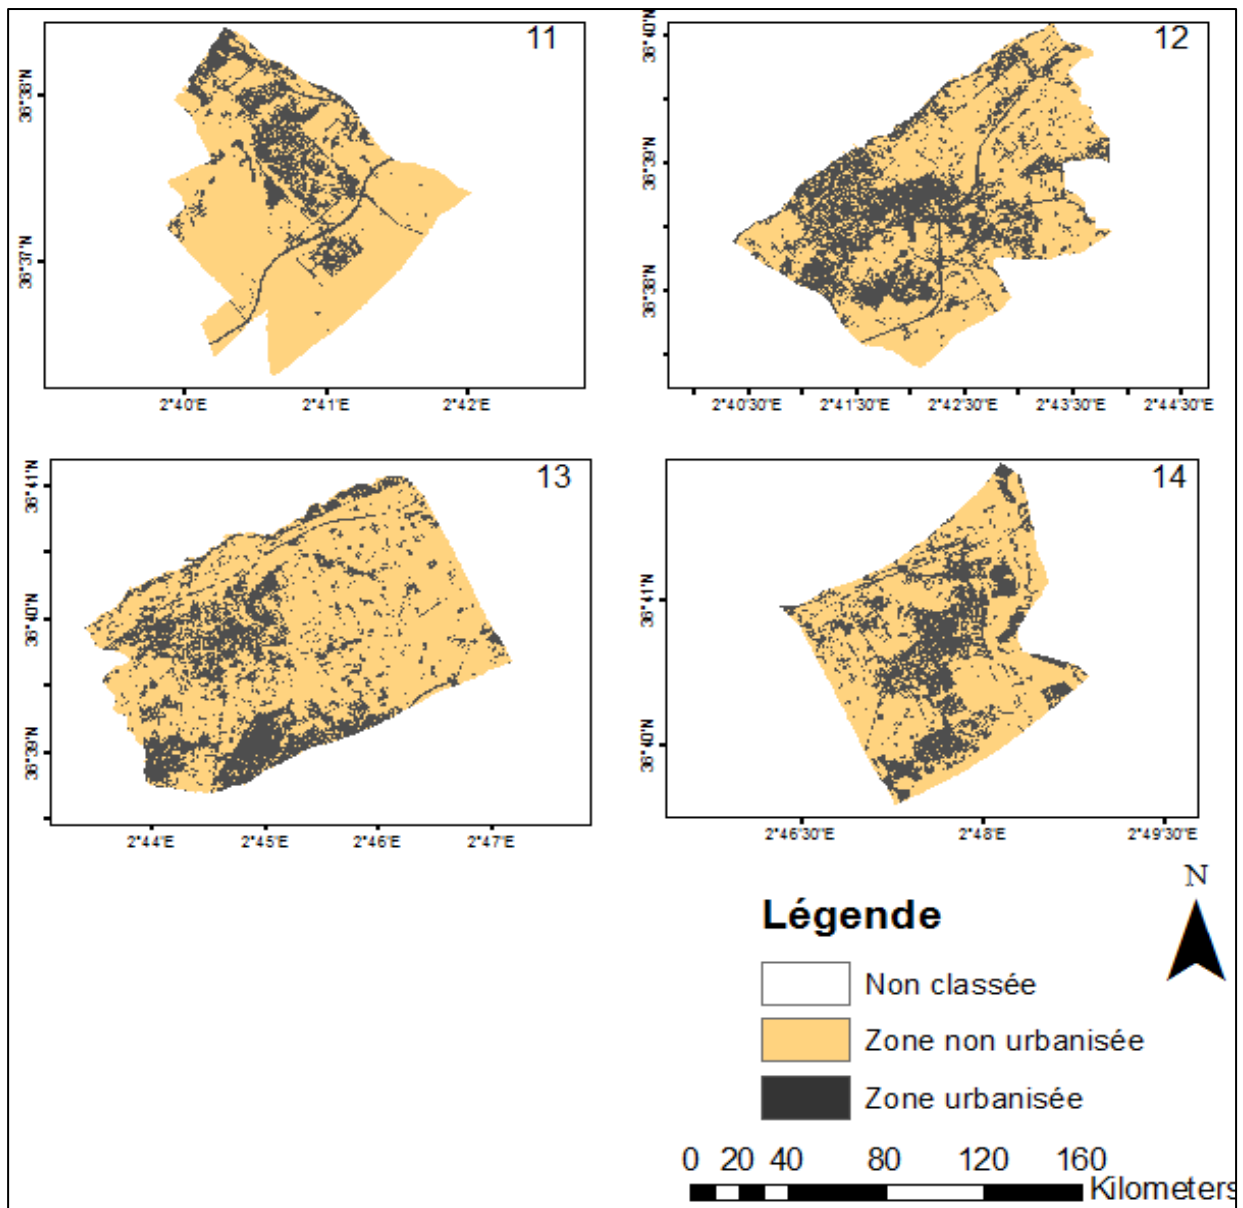 11
36°38'N
36°37'N
2°40'E 2°41'E 2°42'E
12
36°40'N
36°39'N
36°38'N
2°40'30"E 2°41'30"E 2°42'30"E 2°43'30"E 2°44'30"E
13
36°41'N
36°40'N
36°39'N
2°44'E 2°45'E 2°46'E 2°47'E
14
36°41'N
36°40'N
2°46'30"E 2°48'E 2°49'30"E
N
Légende
Non classée
Zone non urbanisée
Zone urbanisée
0 20 40 80 120 160
Kilometers